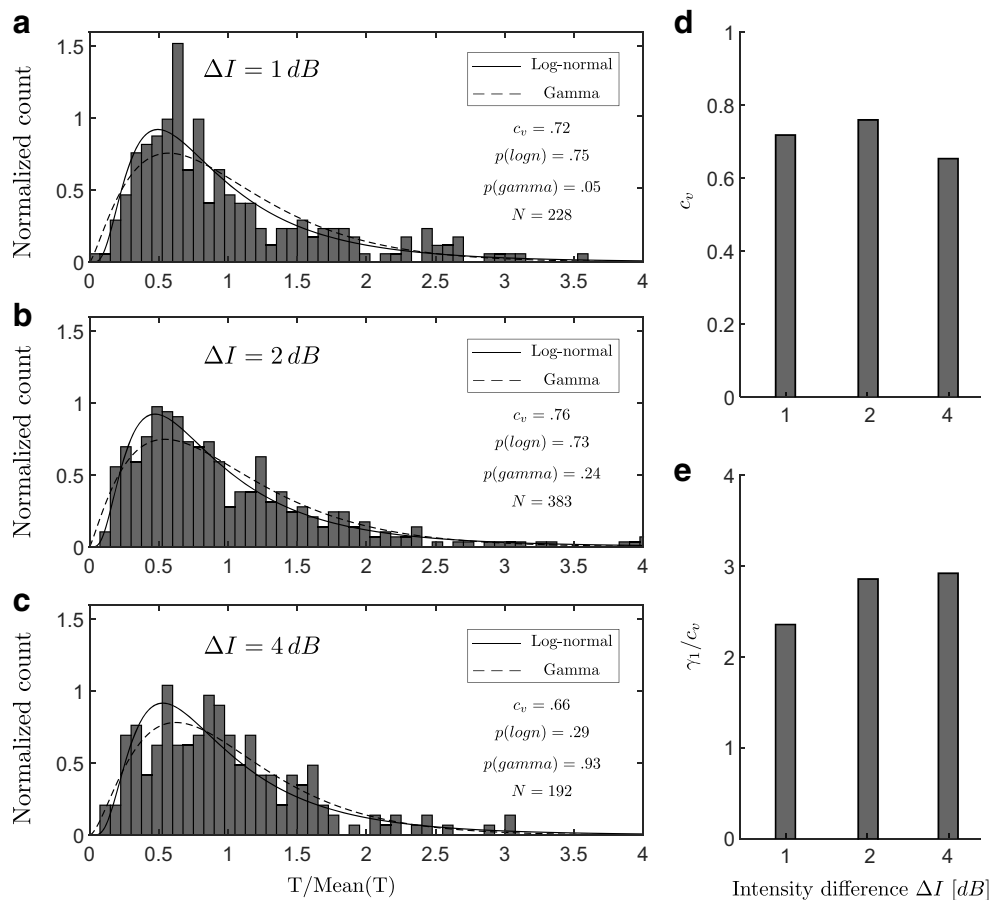 a
Normalized count
1.5
1
0.5
0
ΔI = 1 dB
Log-normal
Gamma
c_v = .72
p(logn) = .75
p(gamma) = .05
N = 228
0 0.5 1 1.5 2 2.5 3 3.5 4
b
Normalized count
1.5
1
0.5
0
ΔI = 2 dB
Log-normal
Gamma
c_v = .76
p(logn) = .73
p(gamma) = .24
N = 383
0 0.5 1 1.5 2 2.5 3 3.5 4
c
Normalized count
1.5
1
0.5
0
ΔI = 4 dB
Log-normal
Gamma
c_v = .66
p(logn) = .29
p(gamma) = .93
N = 192
0 0.5 1 1.5 2 2.5 3 3.5 4
T/Mean(T)
d
c_v
1
0.8
0.6
0.4
0.2
0
1 2 4
e
γ₁/c_v
4
3
2
1
0
1 2 4
Intensity difference ΔI [dB]